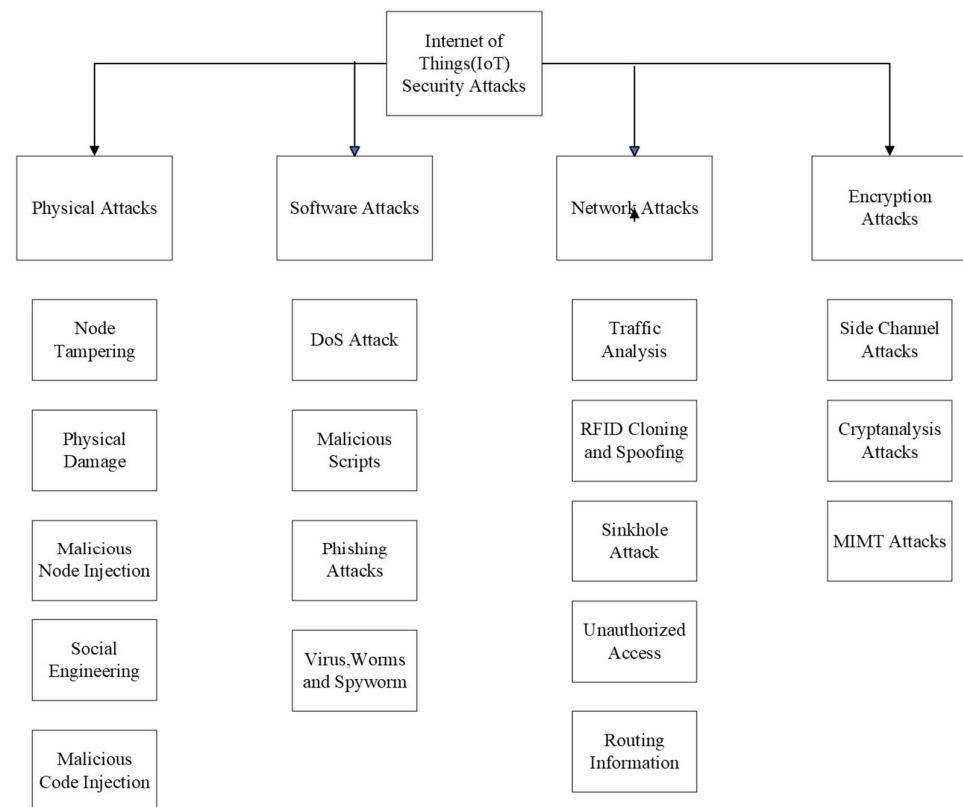 Internet of
Things(IoT)
Security Attacks
Physical Attacks
Software Attacks
Network Attacks
Encryption
Attacks
Node
Tampering
Physical
Damage
Malicious
Node Injection
Social
Engineering
Malicious
Code Injection
DoS Attack
Malicious
Scripts
Phishing
Attacks
Virus,Worms
and Spyworm
Traffic
Analysis
RFID Cloning
and Spoofing
Sinkhole
Attack
Unauthorized
Access
Routing
Information
Side Channel
Attacks
Cryptanalysis
Attacks
MIMT Attacks